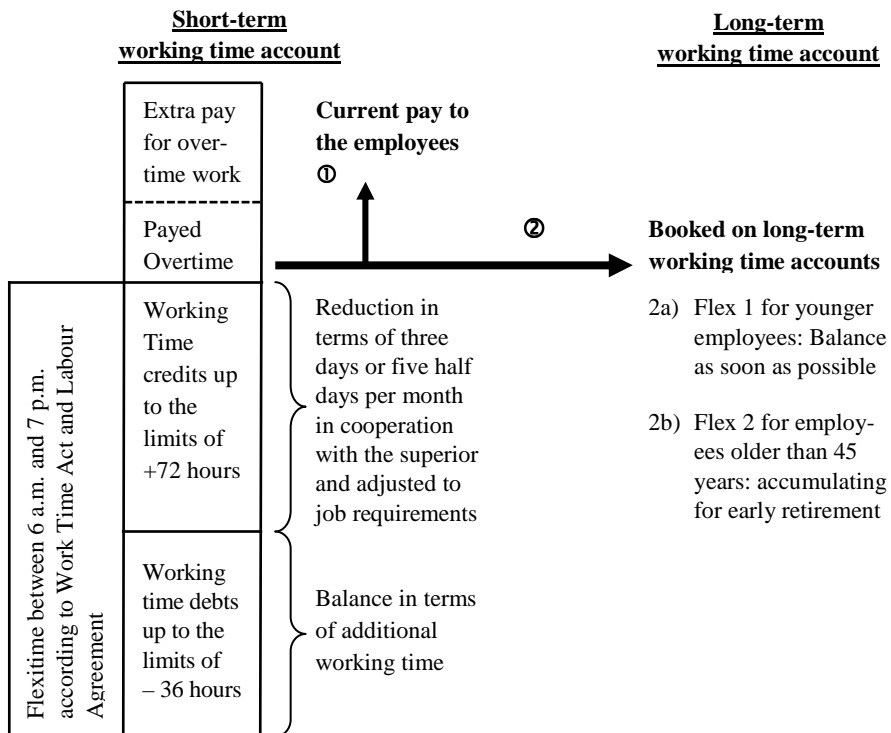 Short-term
working time account
Long-term
working time account
Extra pay
for over-
time work
Current pay to
the employees
①
Payed
Overtime
②
Booked on long-term
working time accounts
2a) Flex 1 for younger
employees: Balance
as soon as possible
2b) Flex 2 for employ-
ees older than 45
years: accumulating
for early retirement
Flexitime between 6 a.m. and 7 p.m.
according to Work Time Act and Labour
Agreement
Working
Time
credits up
to the
limits of
+72 hours
Reduction in
terms of three
days or five half
days per month
in cooperation
with the superior
and adjusted to
job requirements
Working
time debts
up to the
limits of
– 36 hours
Balance in terms
of additional
working time